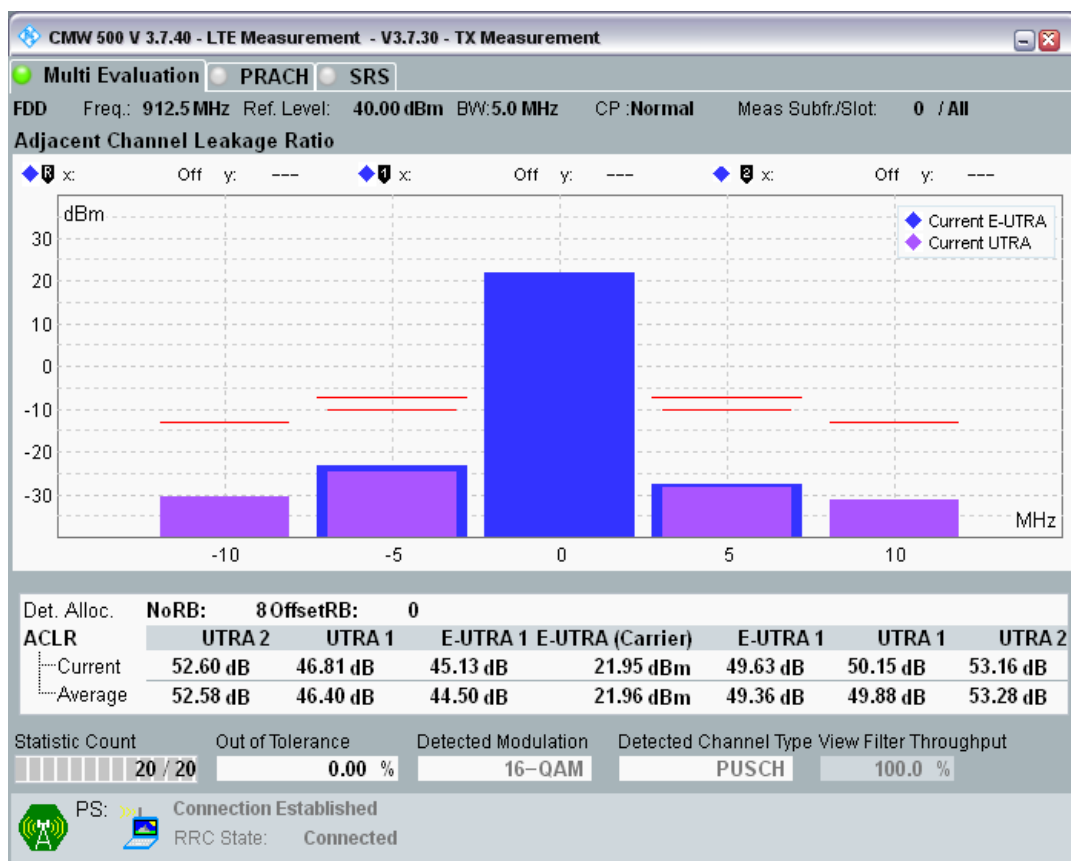 CMW 500 V 3.7.40 - LTE Measurement - V3.7.30 - TX Measurement
Multi Evaluation PRACH SRS
FDD Freq.: 912.5 MHz Ref. Level: 40.00 dBm BW: 5.0 MHz CP :Normal Meas Subfr./Slot: 0 / All
Adjacent Channel Leakage Ratio
R x: Off y: --- 1 x: Off y: --- 2 x: Off y: ---
dBm
Current E-UTRA
Current UTRA
30
20
10
0
-10
-20
-30
MHz
-10 -5 0 5 10
Det. Alloc. NoRB: 8 OffsetRB: 0
ACLR UTRA 2 UTRA 1 E-UTRA 1 E-UTRA (Carrier) E-UTRA 1 UTRA 1 UTRA 2
Current 52.60 dB 46.81 dB 45.13 dB 21.95 dBm 49.63 dB 50.15 dB 53.16 dB
Average 52.58 dB 46.40 dB 44.50 dB 21.96 dBm 49.36 dB 49.88 dB 53.28 dB
Statistic Count Out of Tolerance Detected Modulation Detected Channel Type View Filter Throughput
20 / 20 0.00 % 16-QAM PUSCH 100.0 %
PS: Connection Established
RRC State: Connected